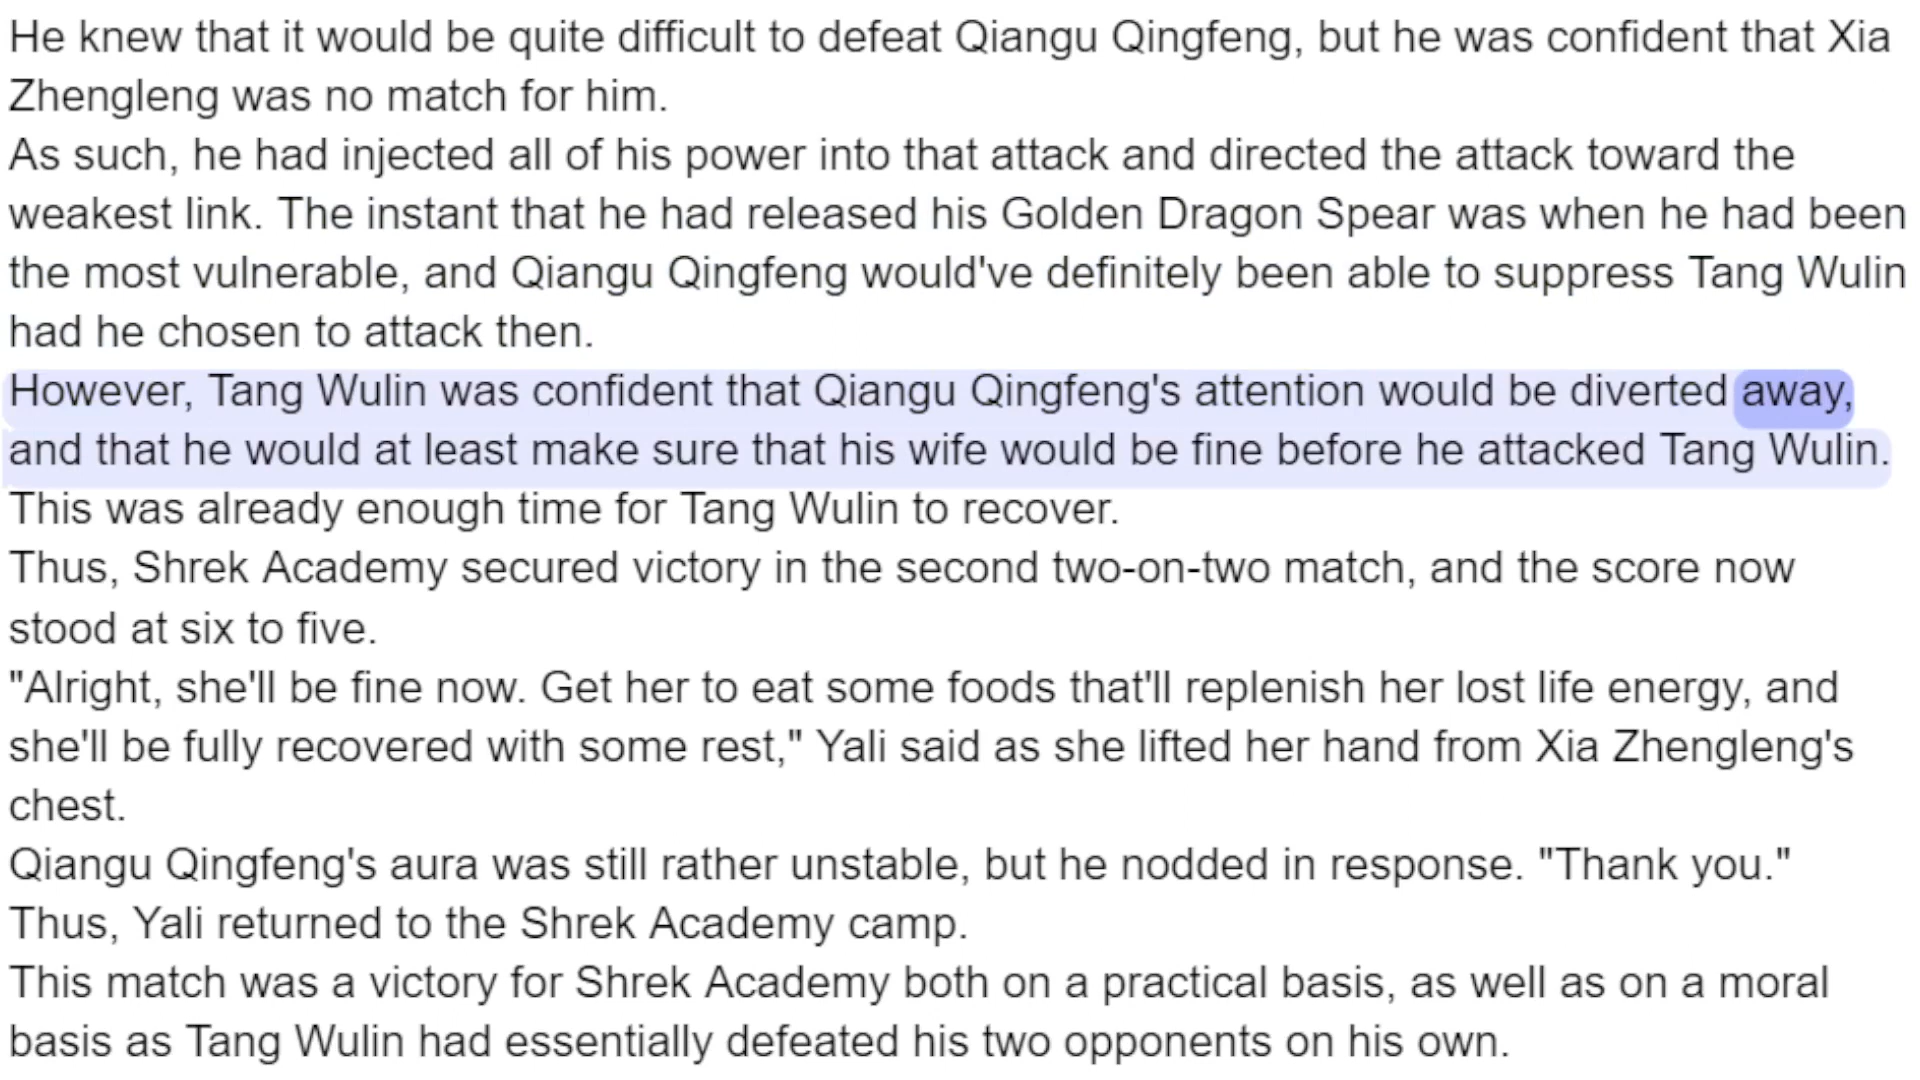 He knew that it would be quite difficult to defeat Qiangu Qingfeng, but he was confident that Xia
Zhengleng was no match for him.
As such, he had injected all of his power into that attack and directed the attack toward the
weakest link. The instant that he had released his Golden Dragon Spear was when he had been
the most vulnerable, and Qiangu Qingfeng would've definitely been able to suppress Tang Wulin
had he chosen to attack then.
However, Tang Wulin was confident that Qiangu Qingfeng's attention would be diverted away,
and that he would at least make sure that his wife would be fine before he attacked Tang Wulin.
This was already enough time for Tang Wulin to recover.
Thus, Shrek Academy secured victory in the second two-on-two match, and the score now
stood at six to five.
"Alright, she'll be fine now. Get her to eat some foods that'll replenish her lost life energy, and
she'll be fully recovered with some rest," Yali said as she lifted her hand from Xia Zhengleng's
chest.
Qiangu Qingfeng's aura was still rather unstable, but he nodded in response. "Thank you."
Thus, Yali returned to the Shrek Academy camp.
This match was a victory for Shrek Academy both on a practical basis, as well as on a moral
basis as Tang Wulin had essentially defeated his two opponents on his own.